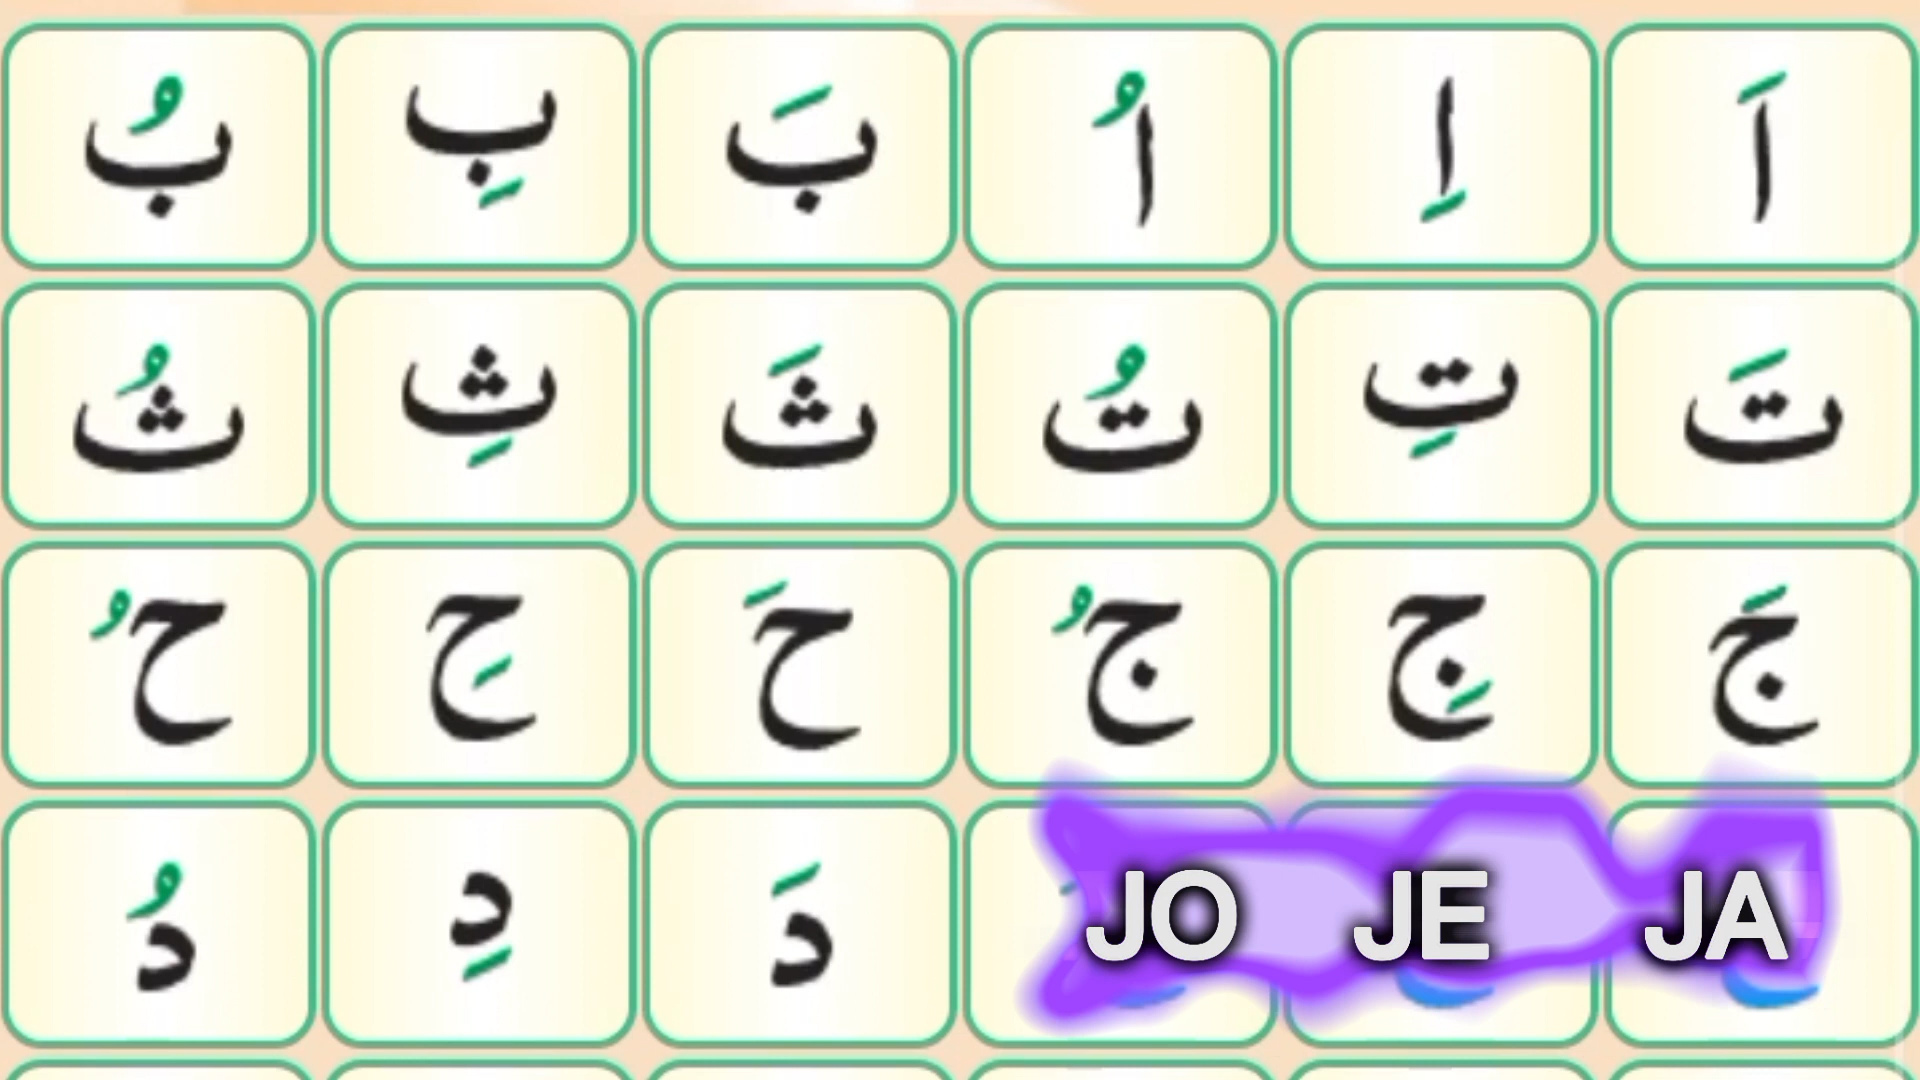 اَ اِ اُ بَ بِ بُ
تَ تِ تُ ثَ ثِ ثُ
جَ جِ جُ حَ حِ حُ
JO JE JA دَ دِ دُ